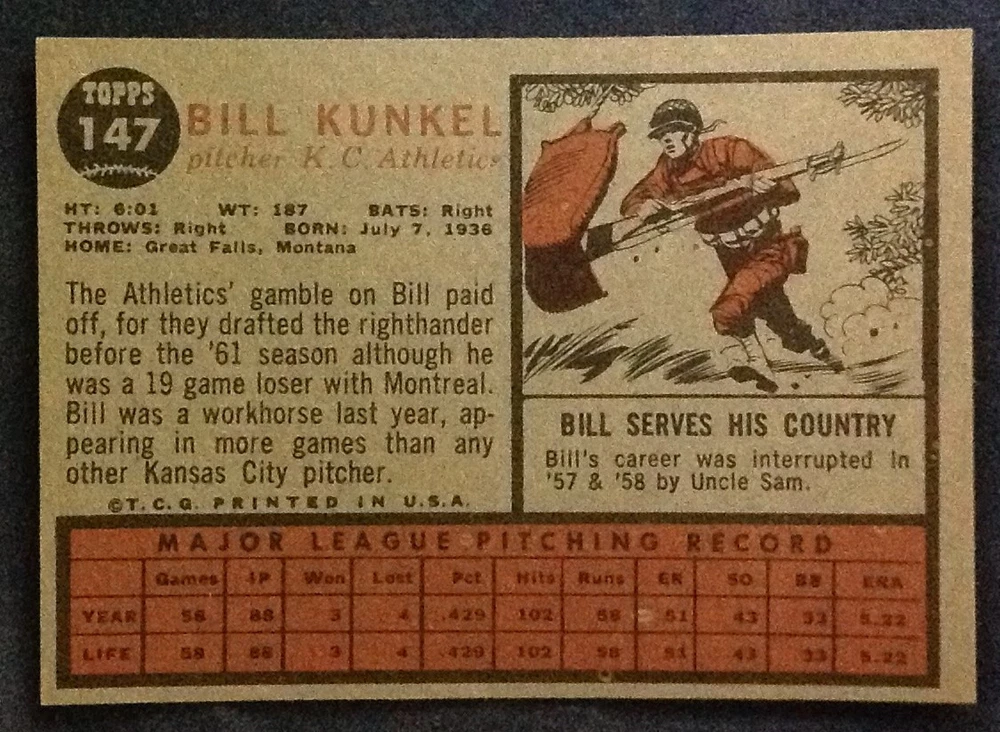 TOPPS
147
BILL KUNKEL
pitcher K. C. Athletics
HT: 6:01 WT: 187 BATS: Right
THROWS: Right BORN: July 7, 1936
HOME: Great Falls, Montana
The Athletics' gamble on Bill paid
off, for they drafted the righthander
before the '61 season although he
was a 19 game loser with Montreal.
Bill was a workhorse last year, ap-
pearing in more games than any
other Kansas City pitcher.
©T. C. G. PRINTED IN U.S.A.
BILL SERVES HIS COUNTRY
Bill's career was interrupted in
'57 & '58 by Uncle Sam.
MAJOR LEAGUE PITCHING RECORD
Games IP Won Lost Pct. Hits Runs ER SO BB ERA
YEAR 58 88 3 4 .429 102 58 51 43 33 5.22
LIFE 58 88 3 4 .429 102 58 51 43 33 5.22